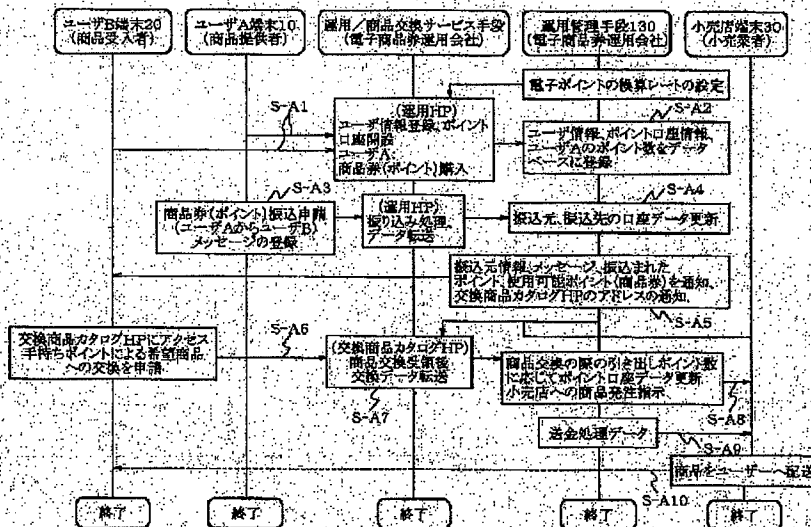 ユーザB端末20
(商品受入者)
ユーザA端末10
(商品提供者)
運用/商品交換サービス手段
(電子商品券運用会社)
運用管理手段130
(電子商品券運用会社)
小売店端末30
(小売業者)
電子ポイントの換算レートの設定
S-A1
(運用HP)
ユーザ情報登録、ポイント
口座開設
ユーザA:
商品券(ポイント)購入
S-A2
ユーザ情報、ポイント口座情報、
ユーザAのポイント数をデータ
ベースに登録
S-A3
商品券(ポイント)振込申請
(ユーザAからユーザB)
メッセージの登録
(運用HP)
振り込み処理、
データ転送
S-A4
振込元、振込先の口座データ更新
振込元情報、メッセージ、振込まれた
ポイント、使用可能ポイント(商品券)を通知、
交換商品カタログHPのアドレスの通知、
S-A5
交換商品カタログHPにアクセス
手持ちポイントによる希望商品
への交換を申請
S-A6
(交換商品カタログHP)
商品交換受領後
交換データ転送
S-A7
商品交換の際の引き出しポイント数
に応じてポイント口座データ更新
小売店への商品発注指示
S-A8
送金処理データ
S-A9
商品をユーザーへ配送
S-A10
終了
終了
終了
終了
終了